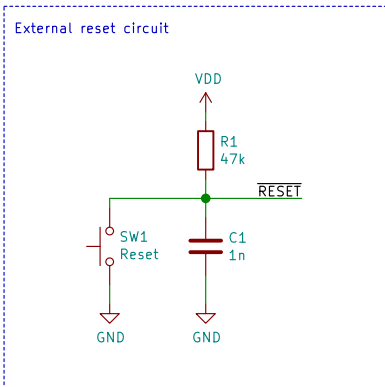 External reset circuit
VDD
R1
47k
RESET
SW1
Reset
C1
1n
GND
GND